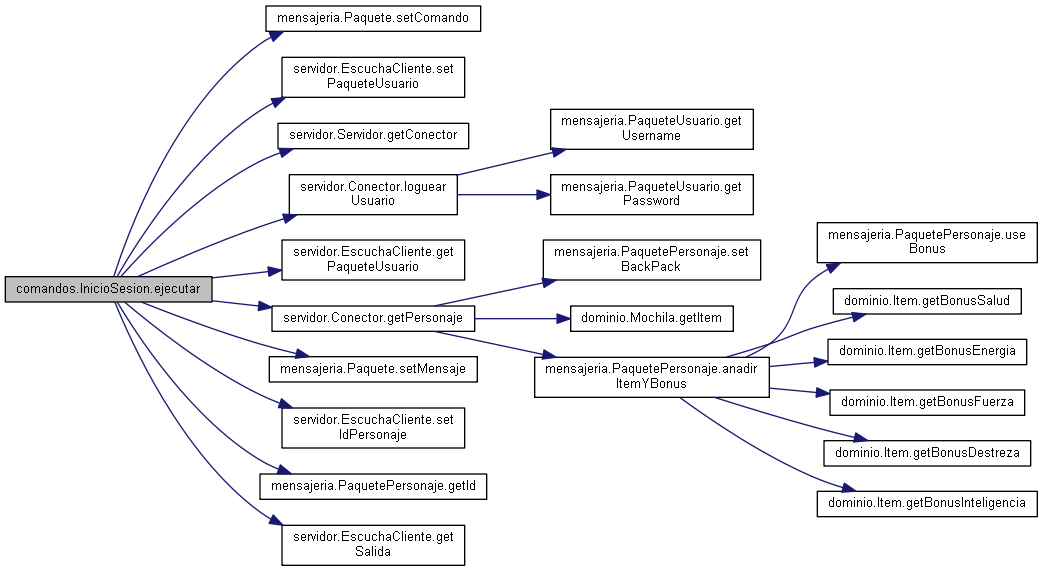 mensajeria.Paquete.setComando
servidor.EscuchaCliente.set
PaqueteUsuario
servidor.Servidor.getConector
servidor.Conector.loguear
Usuario
servidor.EscuchaCliente.get
PaqueteUsuario
comandos.InicioSesion.ejecutar
servidor.Conector.getPersonaje
mensajeria.Paquete.setMensaje
servidor.EscuchaCliente.set
IdPersonaje
mensajeria.PaquetePersonaje.getId
servidor.EscuchaCliente.get
Salida
mensajeria.PaqueteUsuario.get
Username
mensajeria.PaqueteUsuario.get
Password
mensajeria.PaquetePersonaje.set
BackPack
dominio.Mochila.getItem
mensajeria.PaquetePersonaje.anadir
ItemYBonus
mensajeria.PaquetePersonaje.use
Bonus
dominio.Item.getBonusSalud
dominio.Item.getBonusEnergia
dominio.Item.getBonusFuerza
dominio.Item.getBonusDestreza
dominio.Item.getBonusInteligencia